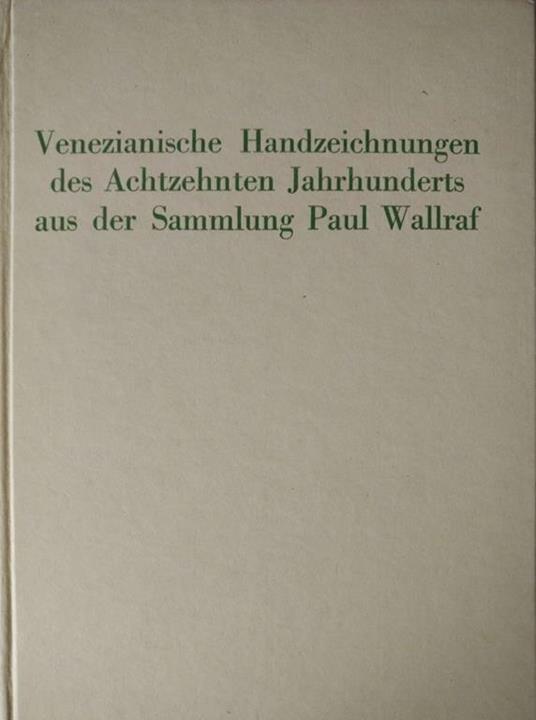 Venezianische Handzeichnungen
des Achtzehnten Jahrhunderts
aus der Sammlung Paul Wallraf